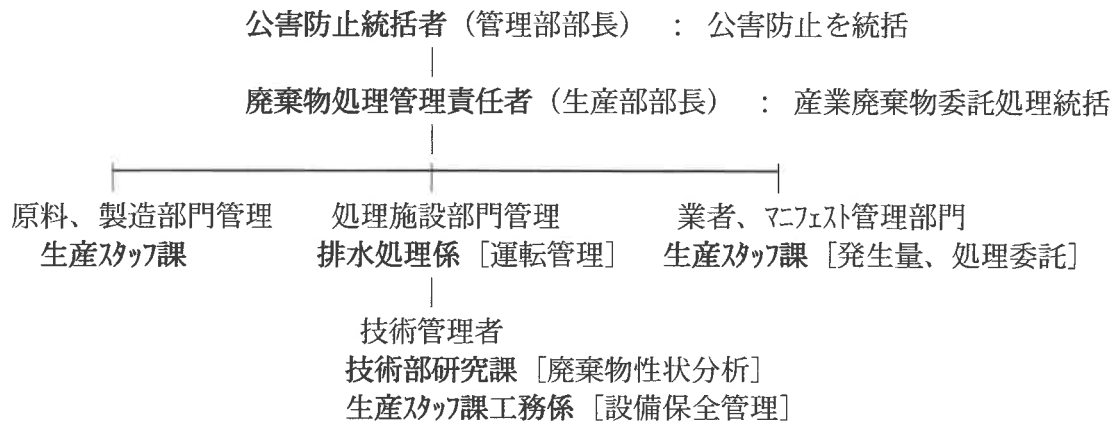 公害防止統括者（管理部部長） ： 公害防止を統括
廃棄物処理管理責任者（生産部部長） ： 産業廃棄物委託処理統括
原料、製造部門管理 処理施設部門管理 業者、ﾏﾆﾌｪｽﾄ管理部門
生産ｽﾀｯﾌ課 排水処理係［運転管理］ 生産ｽﾀｯﾌ課［発生量、処理委託］
技術管理者
技術部研究課［廃棄物性状分析］
生産ｽﾀｯﾌ課工務係［設備保全管理］